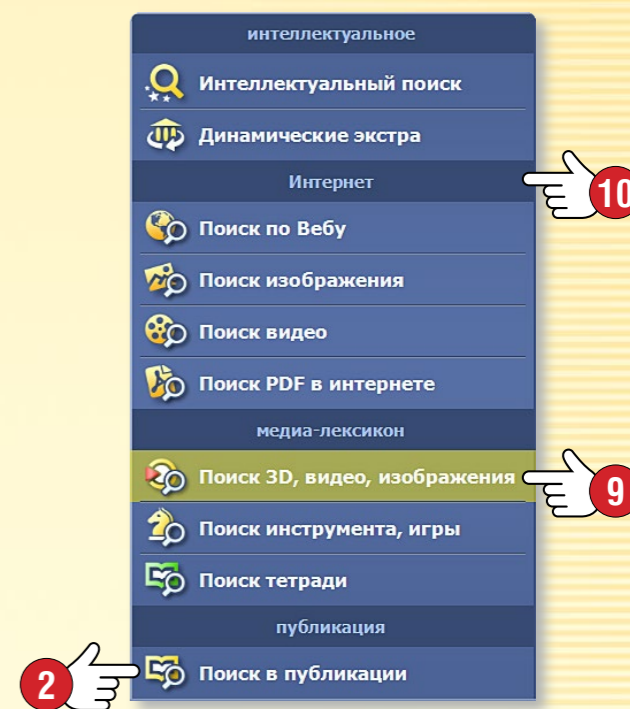 интеллектуальное
Интеллектуальный поиск
Динамические экстра
Интернет
10
Поиск по Вебу
Поиск изображения
Поиск видео
Поиск PDF в интернете
медиа-лексикон
Поиск 3D, видео, изображения
9
Поиск инструмента, игры
Поиск тетради
публикация
2
Поиск в публикации